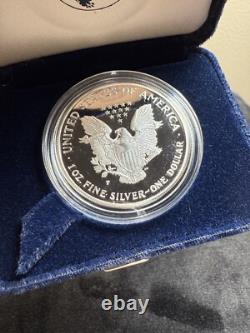 UNITED STATES OF AMERICA
1 OZ. FINE SILVER~ONE DOLLAR